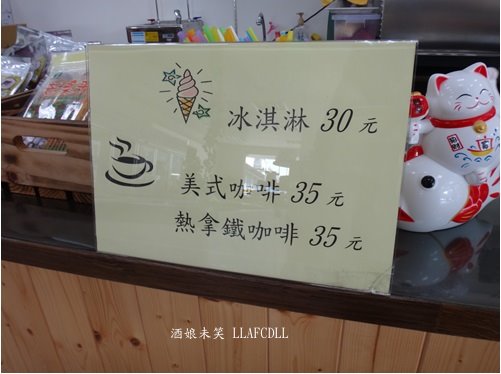 冰淇淋 30 元
美式咖啡 35 元
熱拿鐵咖啡 35 元
酒娘未笑 LLAFCDLL